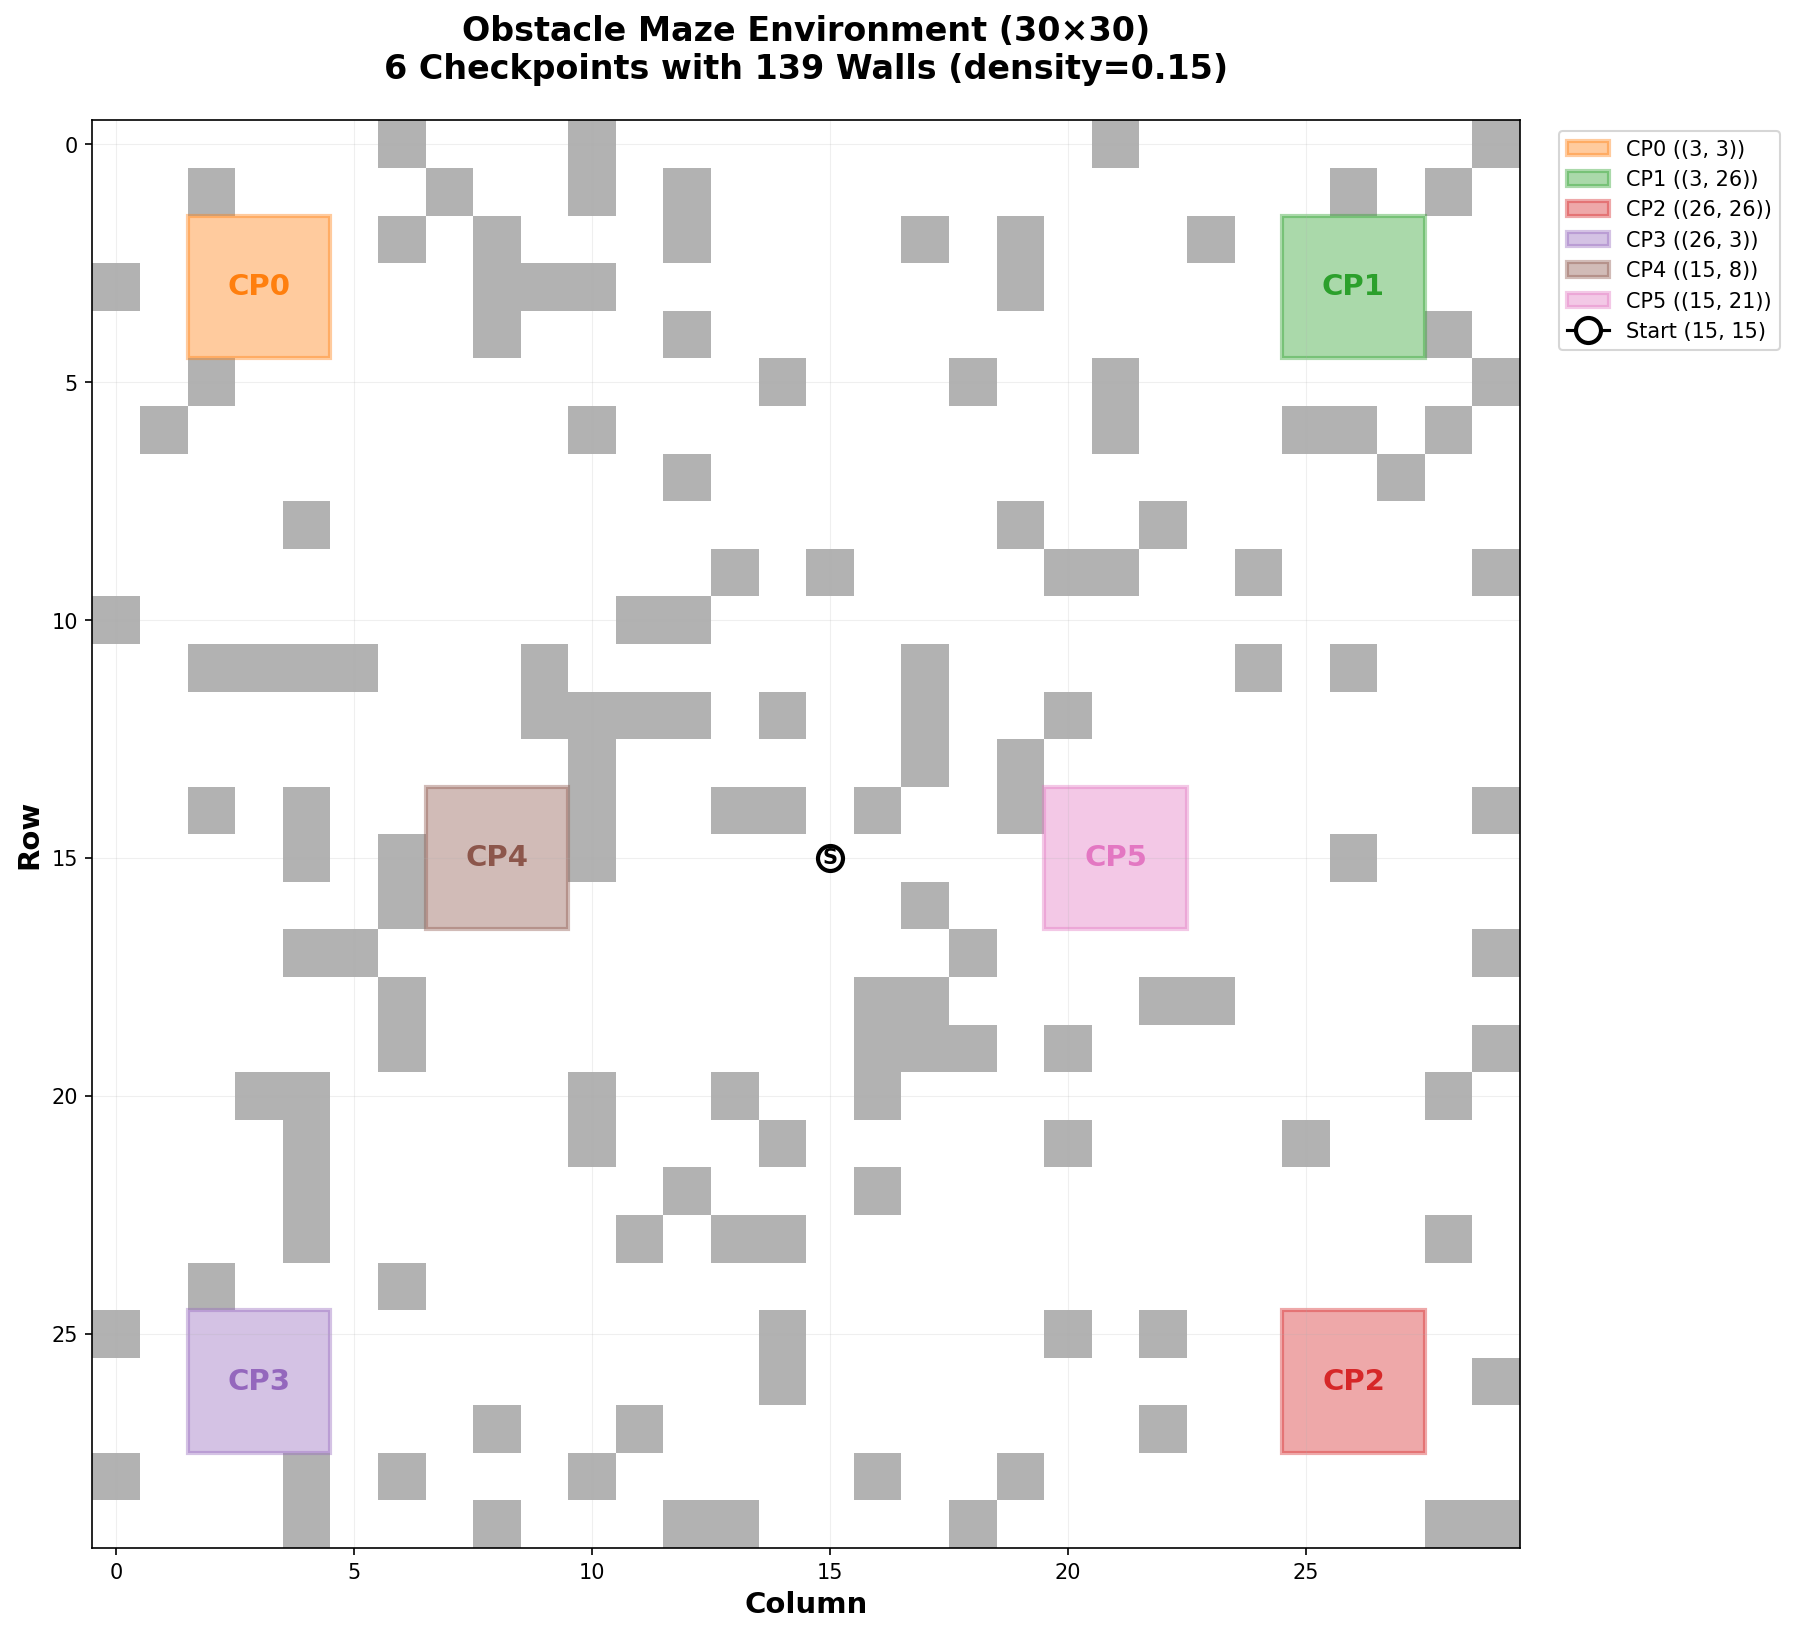 Obstacle Maze Environment (30×30)
6 Checkpoints with 139 Walls (density=0.15)
CP0 ((3, 3))
CP1 ((3, 26))
CP2 ((26, 26))
CP3 ((26, 3))
CP4 ((15, 8))
CP5 ((15, 21))
Start (15, 15)
0
5
10
15
20
25
Row
CP0
CP1
CP4
S
CP5
CP3
CP2
0
5
10
15
20
25
Column